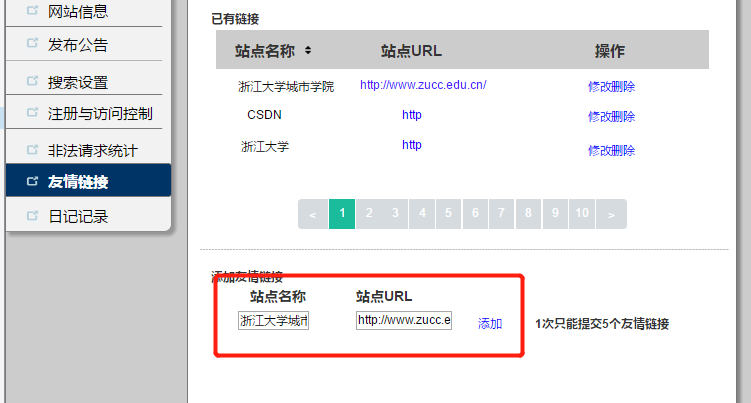 网站信息
发布公告
搜索设置
注册与访问控制
非法请求统计
友情链接
日记记录
已有链接
站点名称 站点URL 操作
浙江大学城市学院 http://www.zucc.edu.cn/ 修改删除
CSDN http 修改删除
浙江大学 http 修改删除
< 1 2 3 4 5 6 7 8 9 10 >
添加友情链接
站点名称 站点URL
浙江大学城市 http://www.zucc.e 添加 1次只能提交5个友情链接